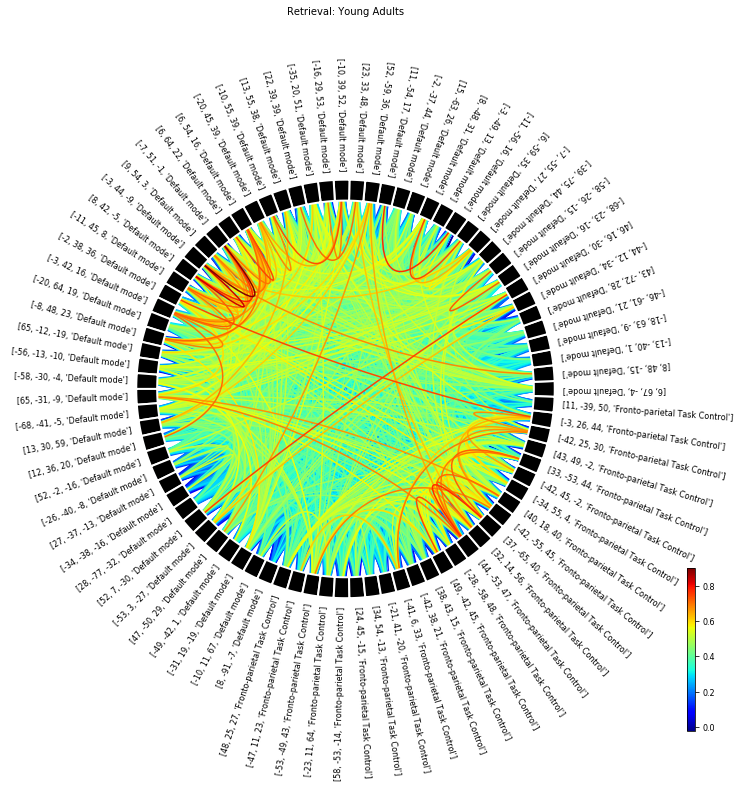 Retrieval: Young Adults
[-10, 39, 52, 'Default mode']
[23, 33, 48, 'Default mode']
[52, -59, 36, 'Default mode']
[11, -54, 17, 'Default mode']
[-2, -37, 44, 'Default mode']
[15, -63, 26, 'Default mode']
[8, -48, 31, 'Default mode']
[-3, -49, 13, 'Default mode']
[-11, -56, 16, 'Default mode']
[6, -59, 35, 'Default mode']
[-7, -55, 27, 'Default mode']
[-39, -75, 44, 'Default mode']
[-58, -26, -15, 'Default mode']
[-68, -23, -16, 'Default mode']
[46, 16, -30, 'Default mode']
[-44, 12, -34, 'Default mode']
[43, -72, 28, 'Default mode']
[-46, -61, 21, 'Default mode']
[-18, 63, -9, 'Default mode']
[-13, -40, 1, 'Default mode']
[8, 48, -15, 'Default mode']
[6, 67, -4, 'Default mode']
[11, -39, 50, 'Fronto-parietal Task Control']
[-3, 26, 44, 'Fronto-parietal Task Control']
[-42, 25, 30, 'Fronto-parietal Task Control']
[43, 49, -2, 'Fronto-parietal Task Control']
[33, -53, 44, 'Fronto-parietal Task Control']
[-42, 45, -2, 'Fronto-parietal Task Control']
[-34, 55, 4, 'Fronto-parietal Task Control']
[40, 18, 40, 'Fronto-parietal Task Control']
[-42, -55, 45, 'Fronto-parietal Task Control']
[37, -65, 40, 'Fronto-parietal Task Control']
[32, 14, 56, 'Fronto-parietal Task Control']
[44, -53, 47, 'Fronto-parietal Task Control']
[-28, -58, 48, 'Fronto-parietal Task Control']
[49, -42, 45, 'Fronto-parietal Task Control']
[38, 43, 15, 'Fronto-parietal Task Control']
[-42, 38, 21, 'Fronto-parietal Task Control']
[-41, 6, 33, 'Fronto-parietal Task Control']
[-21, 41, -20, 'Fronto-parietal Task Control']
[34, 54, -13, 'Fronto-parietal Task Control']
[24, 45, -15, 'Fronto-parietal Task Control']
[58, -53, -14, 'Fronto-parietal Task Control']
[-23, 11, 64, 'Fronto-parietal Task Control']
[-53, -49, 43, 'Fronto-parietal Task Control']
[-47, 11, 23, 'Fronto-parietal Task Control']
[48, 25, 27, 'Fronto-parietal Task Control']
[8, -91, -7, 'Default mode']
[-10, 11, 67, 'Default mode']
[-31, 19, -19, 'Default mode']
[-49, -42, 1, 'Default mode']
[47, -50, 29, 'Default mode']
[-53, 3, -27, 'Default mode']
[52, 7, -30, 'Default mode']
[28, -77, -32, 'Default mode']
[-34, -38, -16, 'Default mode']
[27, -37, -13, 'Default mode']
[-26, -40, -8, 'Default mode']
[52, -2, -16, 'Default mode']
[12, 36, 20, 'Default mode']
[13, 30, 59, 'Default mode']
[-68, -41, -5, 'Default mode']
[65, -31, -9, 'Default mode']
[-58, -30, -4, 'Default mode']
[-56, -13, -10, 'Default mode']
[65, -12, -19, 'Default mode']
[-8, 48, 23, 'Default mode']
[-20, 64, 19, 'Default mode']
[-3, 42, 16, 'Default mode']
[-2, 38, 36, 'Default mode']
[-11, 45, 8, 'Default mode']
[8, 42, -5, 'Default mode']
[-3, 44, -9, 'Default mode']
[9, 54, 3, 'Default mode']
[-7, 51, -1, 'Default mode']
[6, 64, 22, 'Default mode']
[6, 54, 16, 'Default mode']
[-20, 45, 39, 'Default mode']
[-10, 55, 39, 'Default mode']
[13, 55, 38, 'Default mode']
[22, 39, 39, 'Default mode']
[-35, 20, 51, 'Default mode']
[-16, 29, 53, 'Default mode']
0.8
0.6
0.4
0.2
0.0